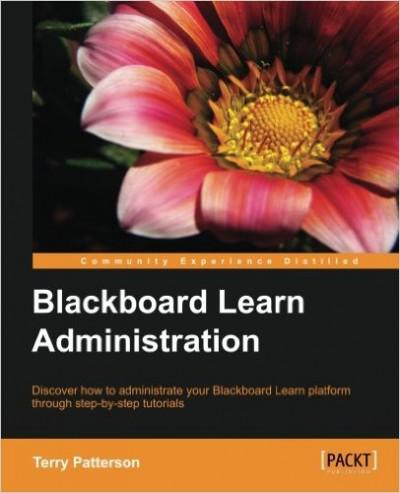 Community Experience Distilled
Blackboard Learn
Administration
Discover how to administrate your Blackboard Learn platform
through step-by-step tutorials
Terry Patterson
[PACKT]
PUBLISHING